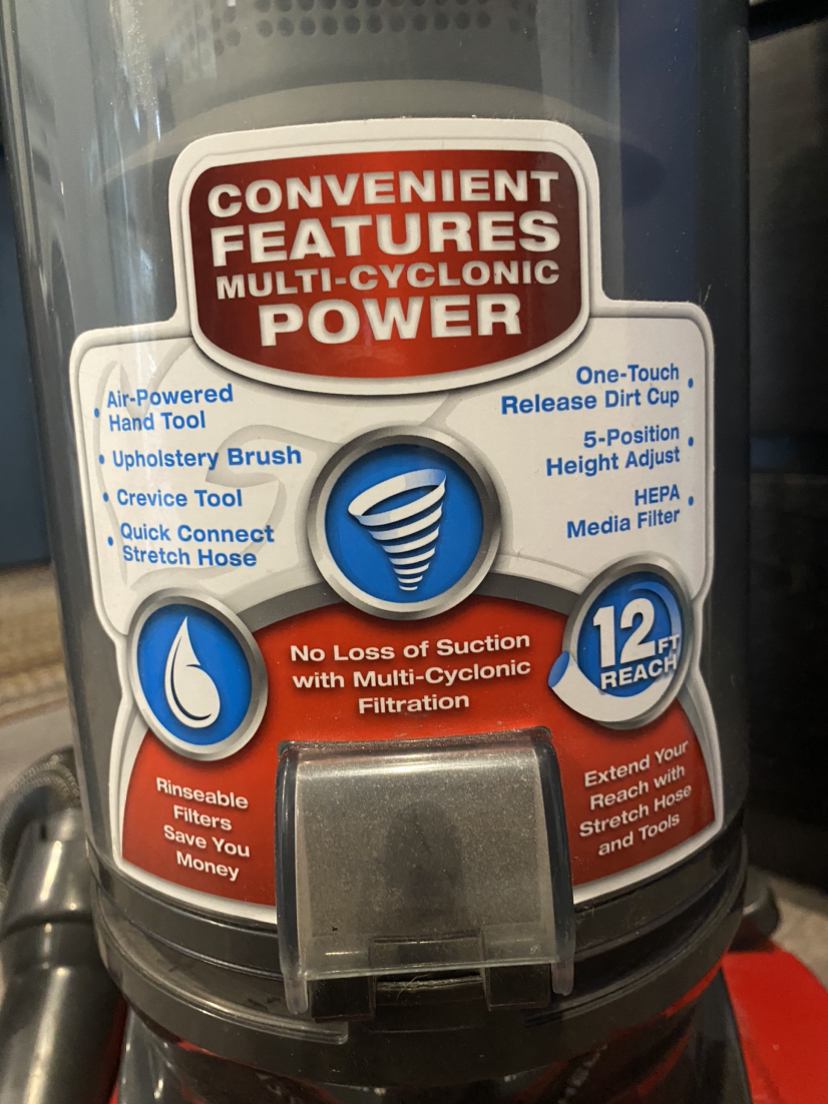 CONVENIENT
FEATURES
MULTI-CYCLONIC
POWER
• Air-Powered
Hand Tool
• Upholstery Brush
• Crevice Tool
• Quick Connect
Stretch Hose
One-Touch •
Release Dirt Cup
5-Position •
Height Adjust
HEPA •
Media Filter
12 FT
REACH
No Loss of Suction
with Multi-Cyclonic
Filtration
Rinseable
Filters
Save You
Money
Extend Your
Reach with
Stretch Hose
and Tools